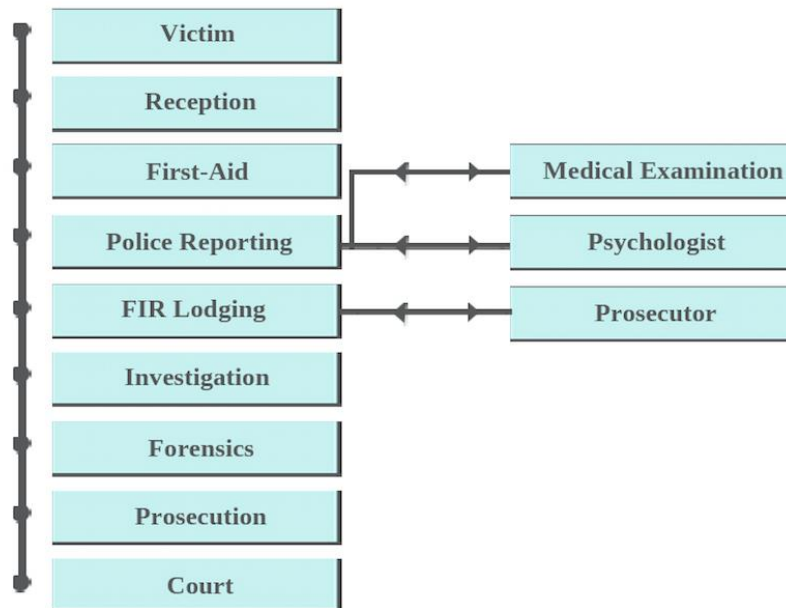 Victim
Reception
First-Aid
Medical Examination
Police Reporting
Psychologist
FIR Lodging
Prosecutor
Investigation
Forensics
Prosecution
Court